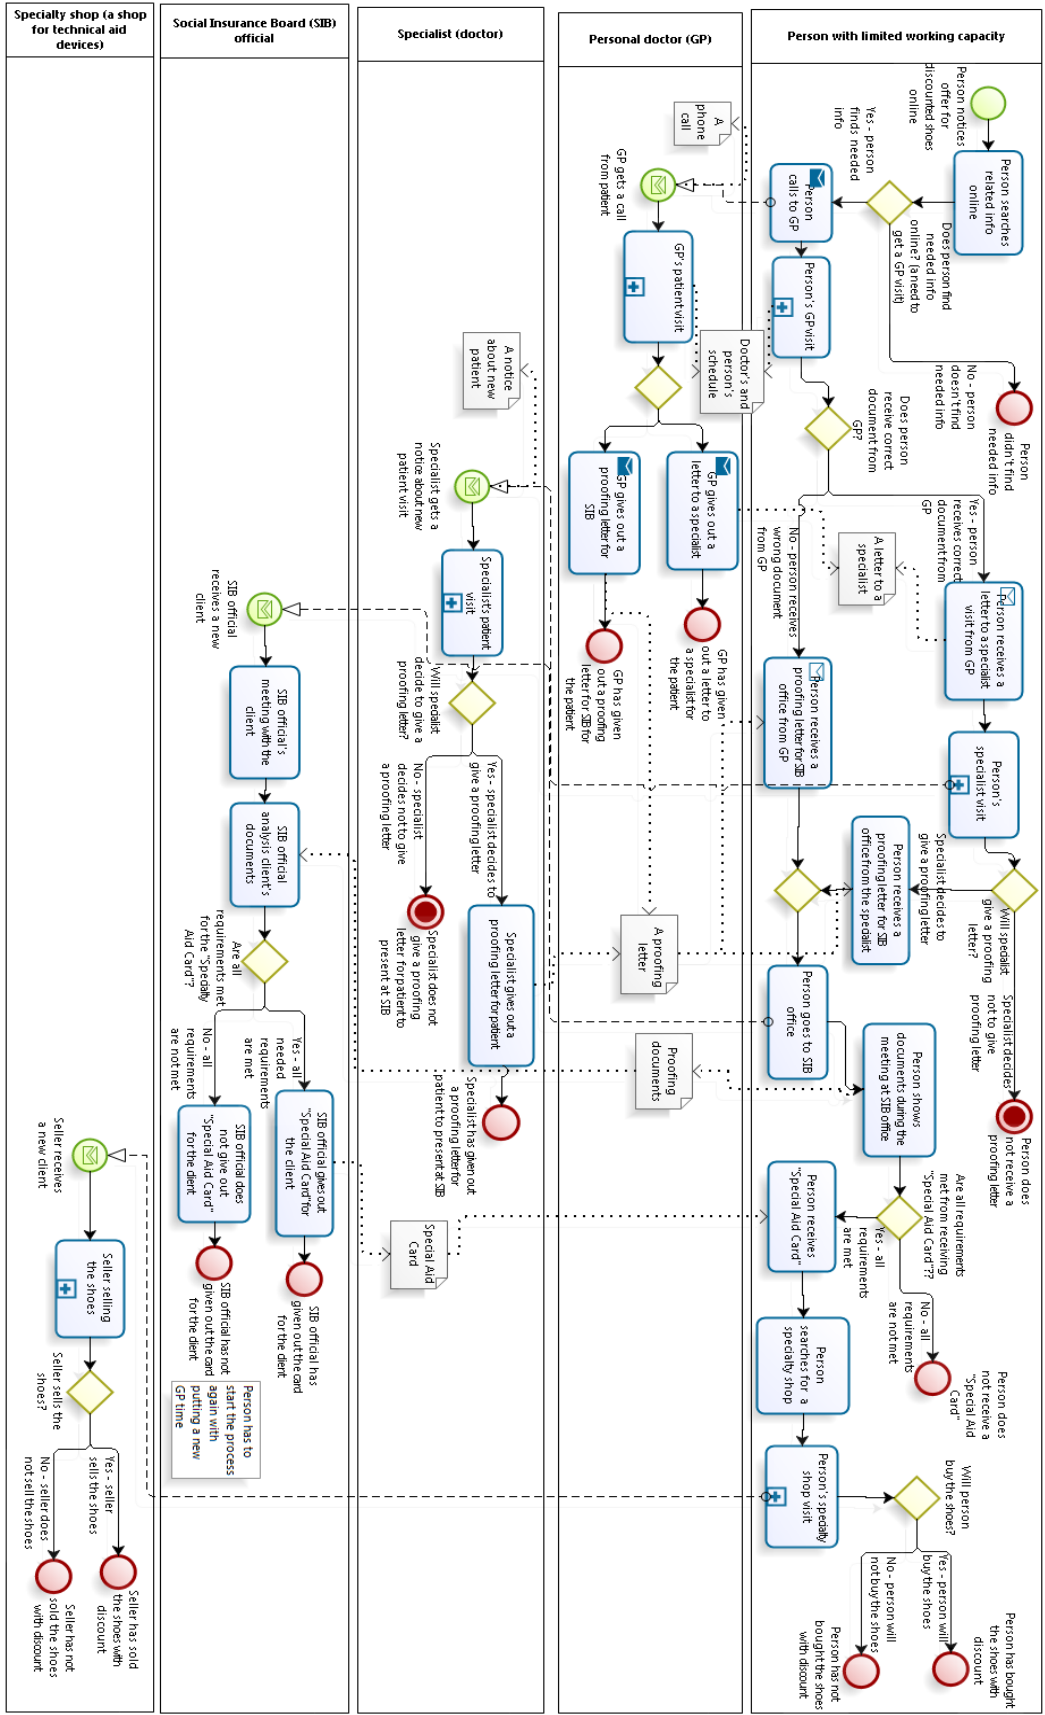 Specialty shop (a shop
for technical aid
devices)
Social Insurance Board (SIB)
official
Specialist (doctor)
Personal doctor (GP)
Person with limited working capacity
Person notices
offer for
discounted shoes
online
Person searches
related info
online
Does person find
needed info
online? (a need to
get a GP visit)
Yes - person
finds needed
info
No - person
doesn't find
needed info
Person
didn't find
needed info
Person
calls to GP
Person's GP visit
Does person
receive correct
document from
GP?
Yes - person
receives correct
document from
GP
No - person receives
wrong document
from GP
Person receives a
letter to a specialist
visit from GP
Person receives a
proofing letter for SIB
office from GP
Person's
specialist visit
Will specialist
give a proofing
letter?
Specialist decides to
give a proofing letter
Specialist decides
not to give
proofing letter
Person does
not receive a
proofing letter
Person receives a
proofing letter for SIB
office from the specialist
Person goes to SIB
office
Person shows
documents during the
meeting at SIB office
Are all requirements
met from receiving
"Special Aid Card"??
Yes - all
requirements
are met
No - all
requirements
are not met
Person does
not receive a
"Special Aid
Card"
Person receives
"Special Aid Card"
Person
searches for a
specialty shop
Person's specialty
shop visit
Will person
buy the shoes?
Yes - person will
buy the shoes
No - person will
not buy the shoes
Person has bought
the shoes with
discount
Person has not
bought the shoes
with discount
A
phone
call
GP gets a call
from patient
GP's patient visit
Doctor's and
person's
schedule
GP gives out a
letter to a specialist
GP gives out a
proofing letter for
SIB
A letter to a
specialist
GP has given
out a letter to
a specialist for
the patient
GP has given
out a proofing
letter for SIB for
the patient
A proofing
letter
Proofing
documents
A notice
about new
patient
Specialist gets a
notice about new
patient visit
Specialist's patient
visit
Will specialist
decide to give a
proofing letter?
Yes - specialist decides to
give a proofing letter
No - specialist
decides not to give
a proofing letter
Specialist gives out a
proofing letter for patient
Specialist does not
give a proofing
letter for patient to
present at SIB
Specialist has given out
a proofing letter for
patient to present at SIB
Special Aid
Card
SIB official
receives a new
client
SIB official's
meeting with the
client
SIB official
analysis client's
documents
Are all
requirements met
for the "Specialty
Aid Card"?
Yes - all
needed
requirements
are met
No - all
requirements
are not met
SIB official gives out
"Special Aid Card" for
the client
SIB official does
not give out
"Special Aid Card"
for the client
SIB official has
given out the card
for the client
SIB official has not
given out the card
for the client
Person has to
start the process
again with
putting a new
GP time
Seller receives
a new client
Seller selling
the shoes
Seller sells the
shoes?
Yes - seller
sells the shoes
No - seller does
not sell the shoes
Seller has sold
the shoes with
discount
Seller has not
sold the shoes
with discount